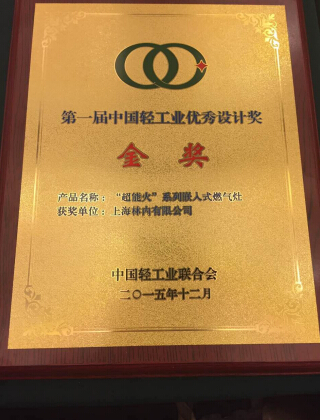 第一届中国轻工业优秀设计奖
金 奖
产品名称：“超能火”系列嵌入式燃气灶
获奖单位：上海林内有限公司
中国轻工业联合会
二〇一五年十二月